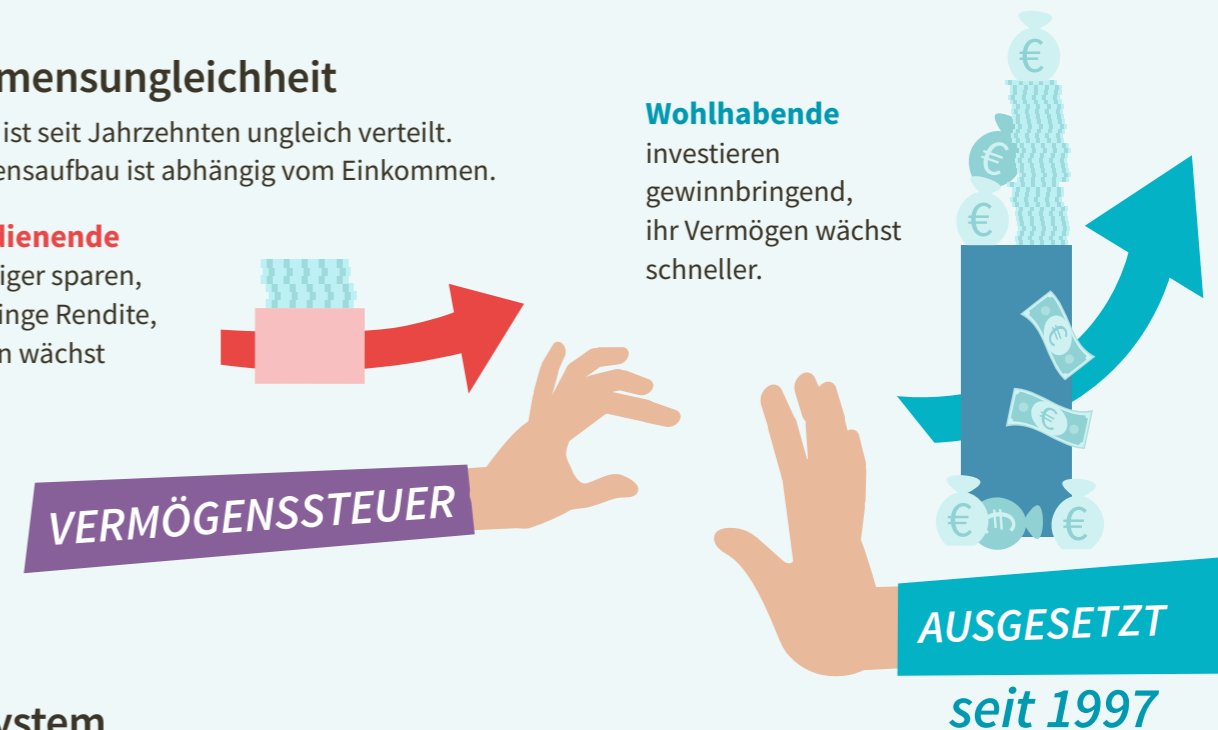 mensungleichheit
ist seit Jahrzehnten ungleich verteilt.
ensaufbau ist abhängig vom Einkommen.
dienende
iger sparen,
inge Rendite,
n wächst
Wohlhabende
investieren
gewinnbringend,
ihr Vermögen wächst
schneller.
€
€
€
€
€
€
€
€
VERMÖGENSSTEUER
AUSGESETZT
seit 1997
ystem